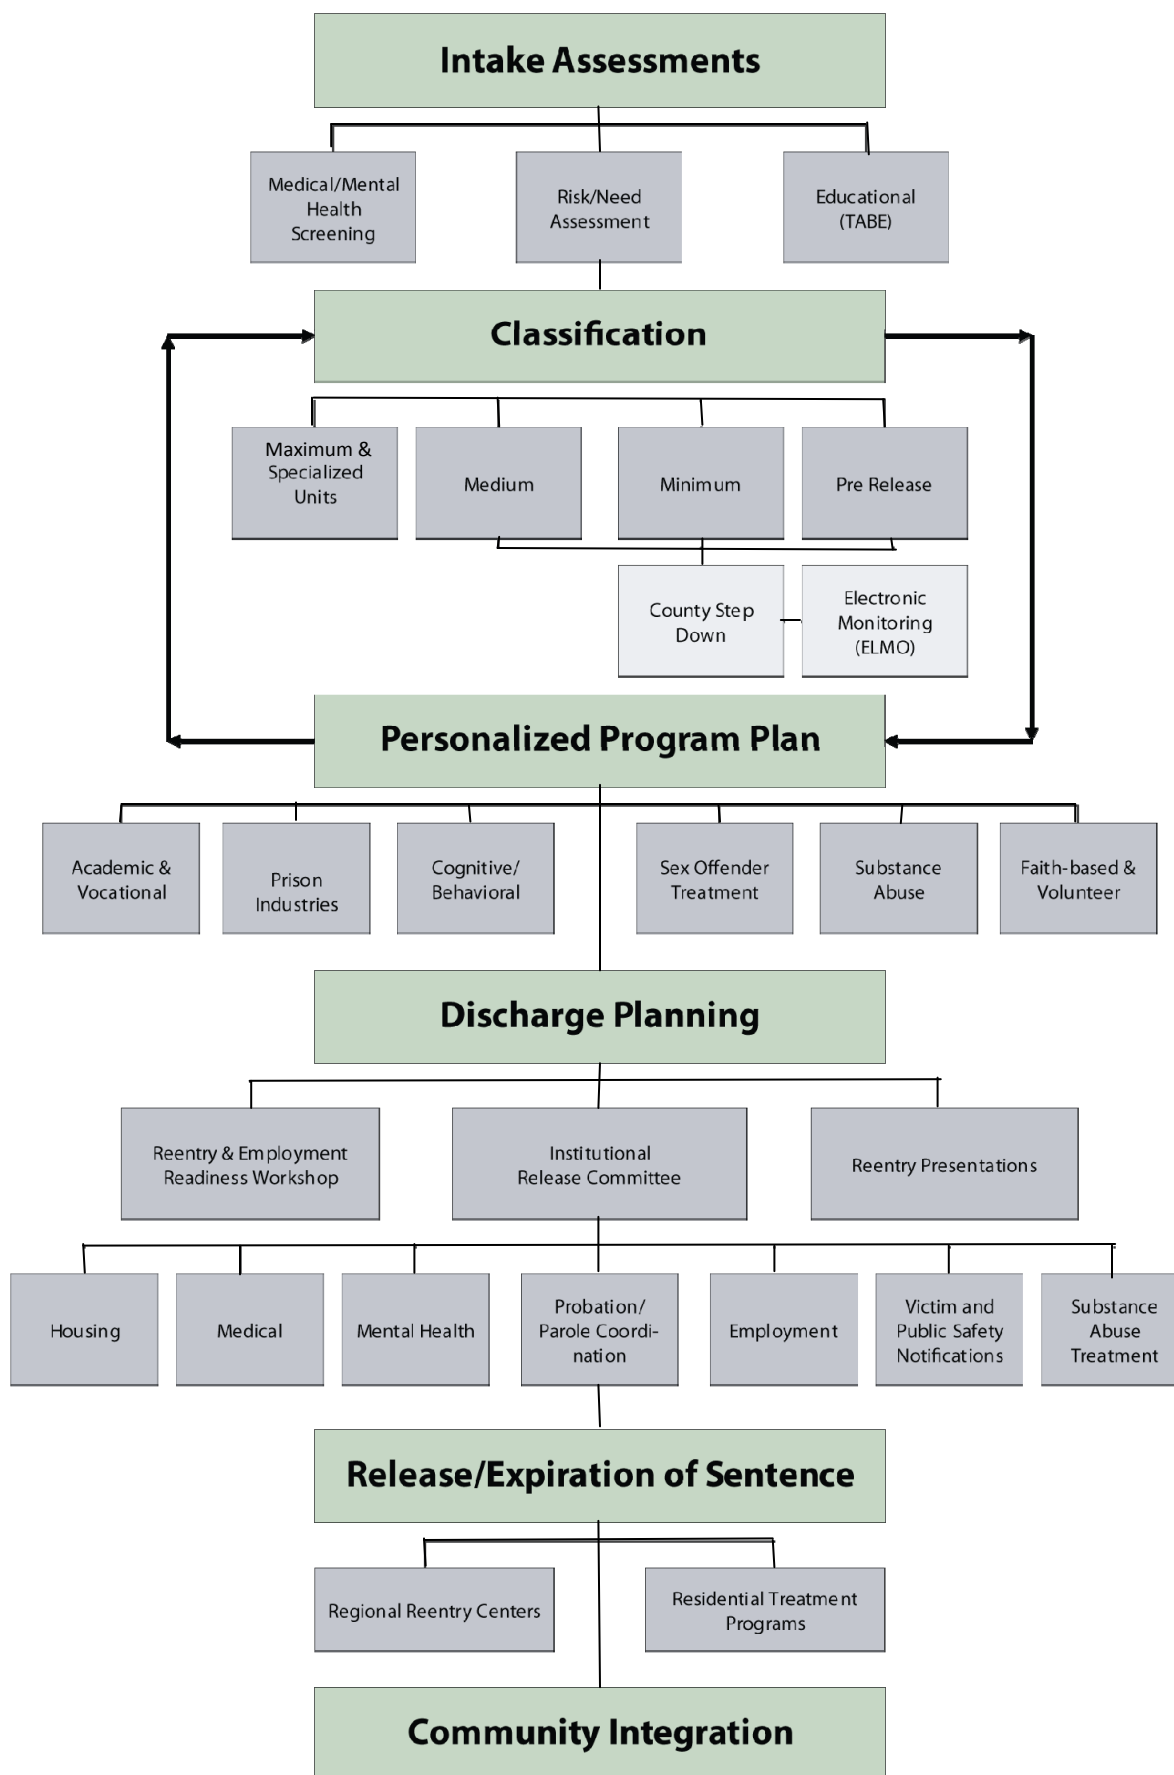 Intake Assessments
Medical/Mental
Health
Screening
Risk/Need
Assessment
Educational
(TABE)
Classification
Maximum &
Specialized
Units
Medium
Minimum
Pre Release
County Step
Down
Electronic
Monitoring
(ELMO)
Personalized Program Plan
Academic &
Vocational
Prison
Industries
Cognitive/
Behavioral
Sex Offender
Treatment
Substance
Abuse
Faith-based &
Volunteer
Discharge Planning
Reentry & Employment
Readiness Workshop
Institutional
Release Committee
Reentry Presentations
Housing
Medical
Mental Health
Probation/
Parole Coordi-
nation
Employment
Victim and
Public Safety
Notifications
Substance
Abuse
Treatment
Release/Expiration of Sentence
Regional Reentry Centers
Residential Treatment
Programs
Community Integration